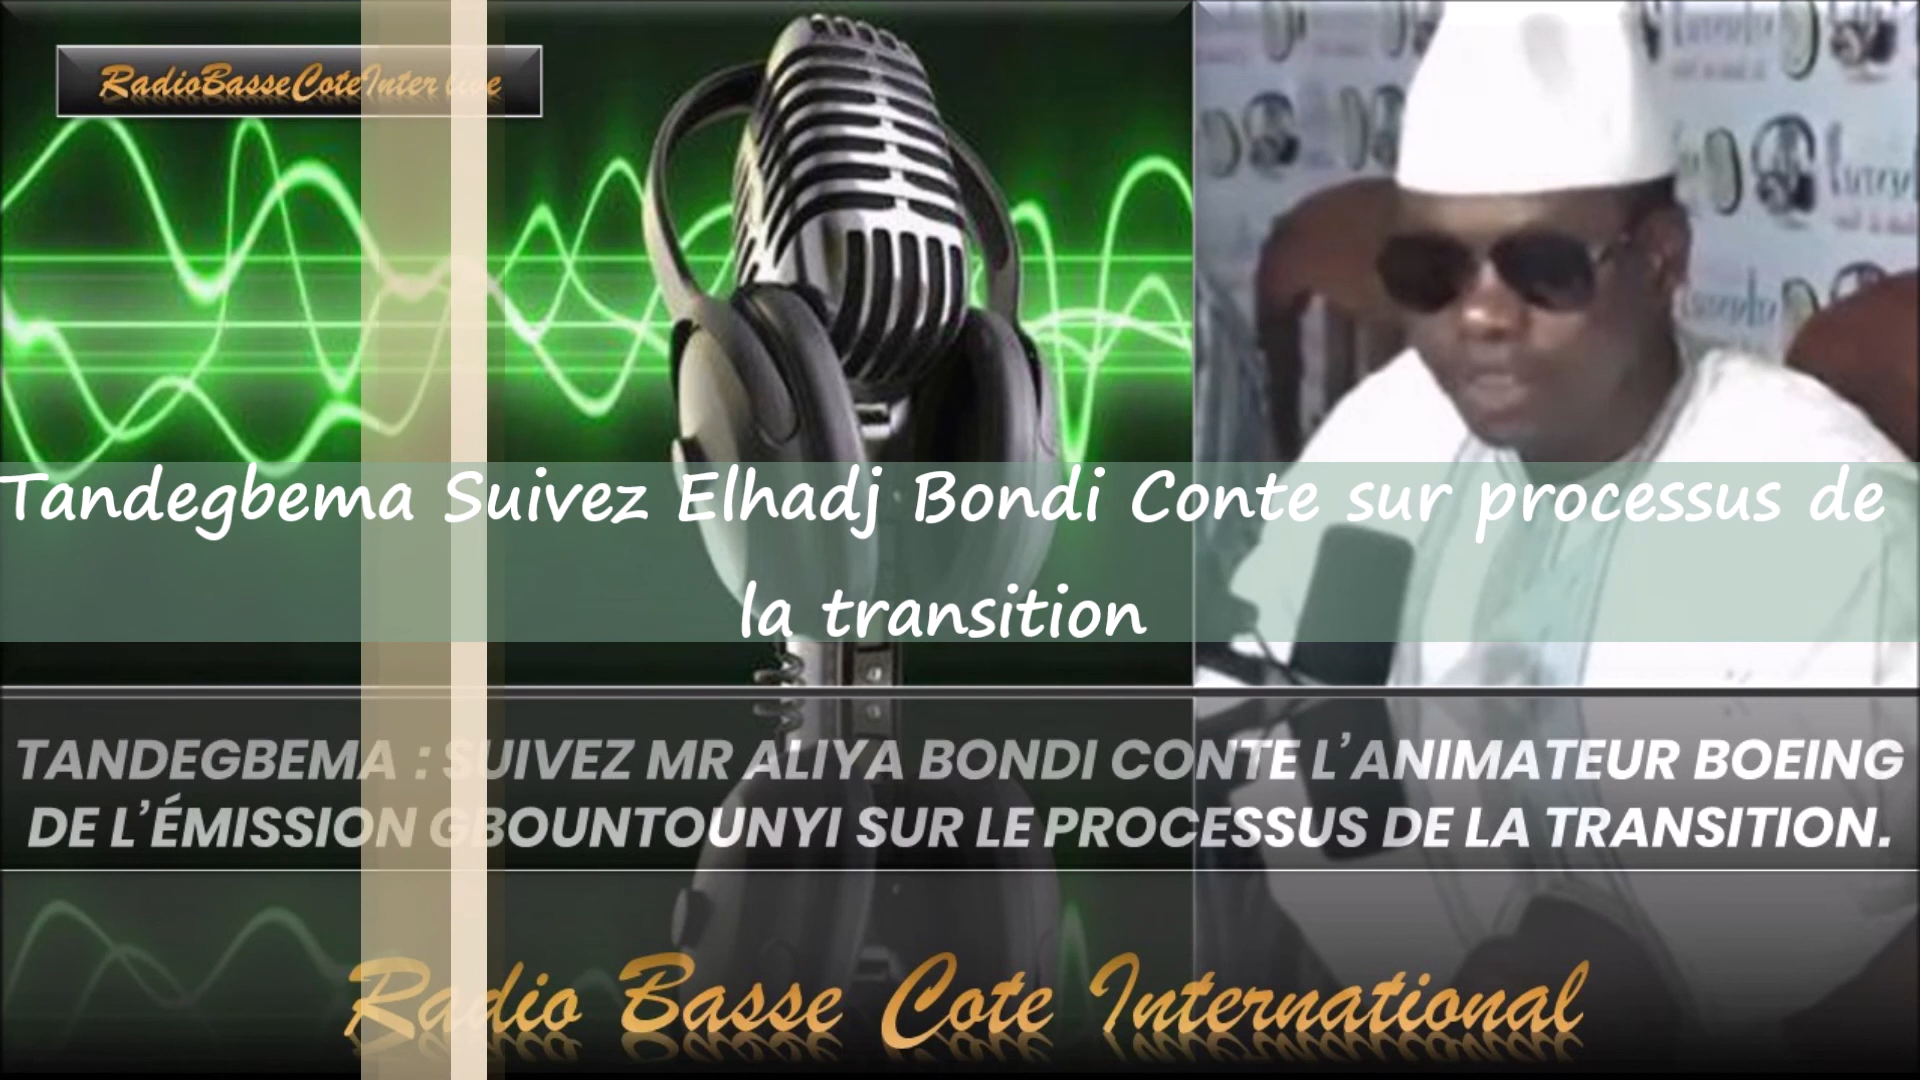 RadioBasseCoteInter live
Tandegbema Suivez Elhadj Bondi Conte sur processus de
la transition
TANDEGBEMA : SUIVEZ MR ALIYA BONDI CONTE L’ANIMATEUR BOEING
DE L’ÉMISSION GBOUNTOUNYI SUR LE PROCESSUS DE LA TRANSITION.
Radio Basse Cote International